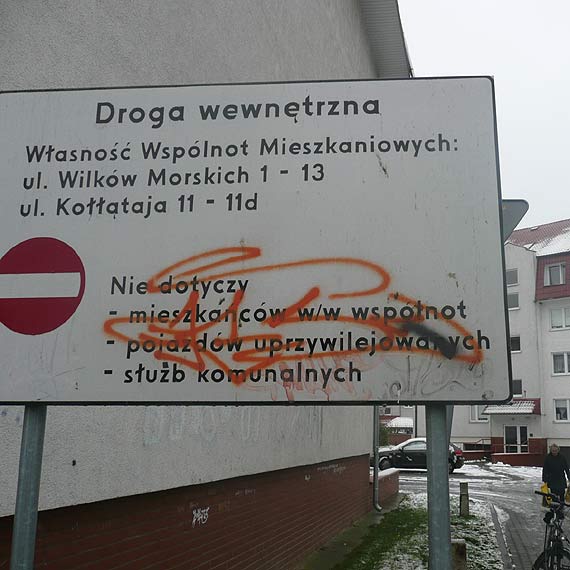 Droga wewnętrzna
Własność Wspólnot Mieszkaniowych:
ul. Wilków Morskich 1 - 13
ul. Kołłątaja 11 - 11d
Nie dotyczy
- mieszkańców w/w wspólnot
- pojazdów uprzywilejowanych
- służb komunalnych